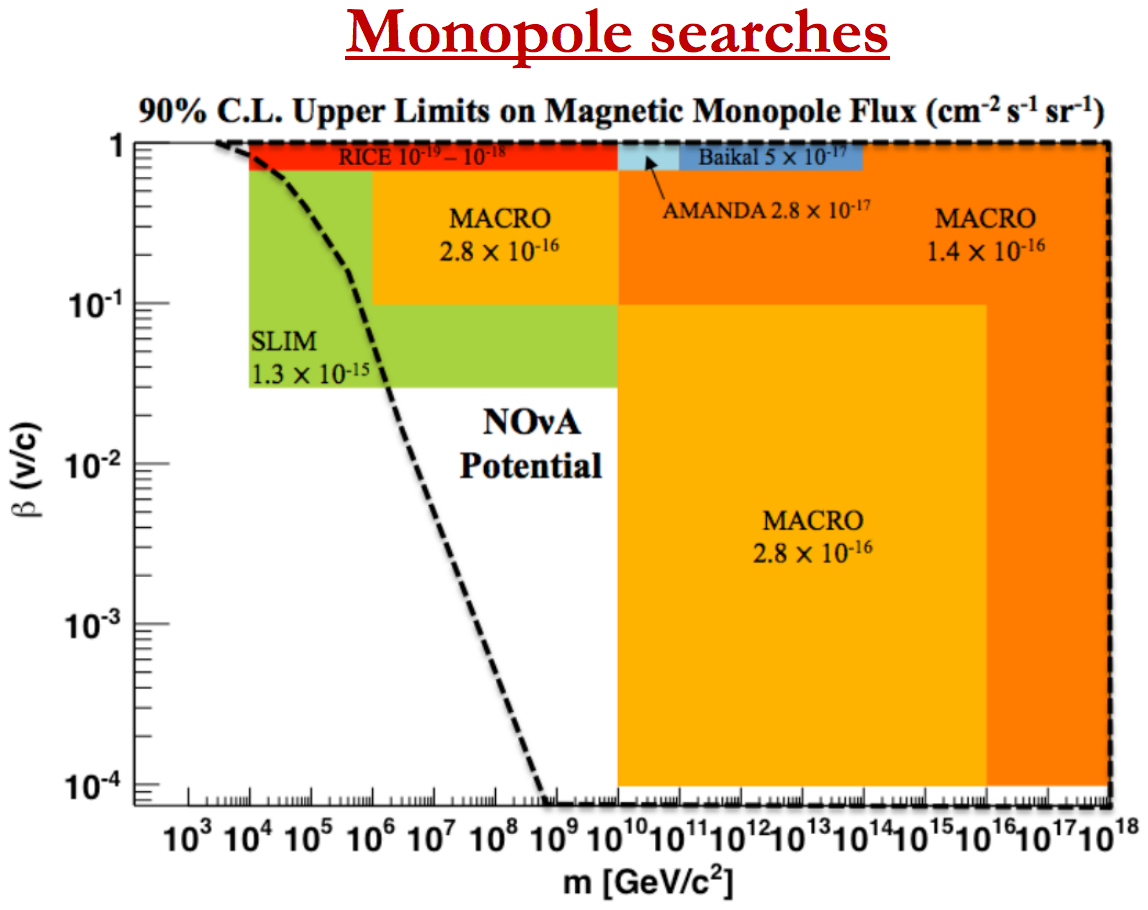 Monopole searches
90% C.L. Upper Limits on Magnetic Monopole Flux (cm⁻² s⁻¹ sr⁻¹)
1
RICE 10⁻¹⁹ – 10⁻¹⁸
Baikal 5 × 10⁻¹⁷
AMANDA 2.8 × 10⁻¹⁷
MACRO
2.8 × 10⁻¹⁶
MACRO
1.4 × 10⁻¹⁶
10⁻¹
SLIM
1.3 × 10⁻¹⁵
NOνA
Potential
10⁻²
MACRO
2.8 × 10⁻¹⁶
10⁻³
10⁻⁴
β (v/c)
10³ 10⁴ 10⁵ 10⁶ 10⁷ 10⁸ 10⁹ 10¹⁰ 10¹¹ 10¹² 10¹³ 10¹⁴ 10¹⁵ 10¹⁶ 10¹⁷ 10¹⁸
m [GeV/c²]